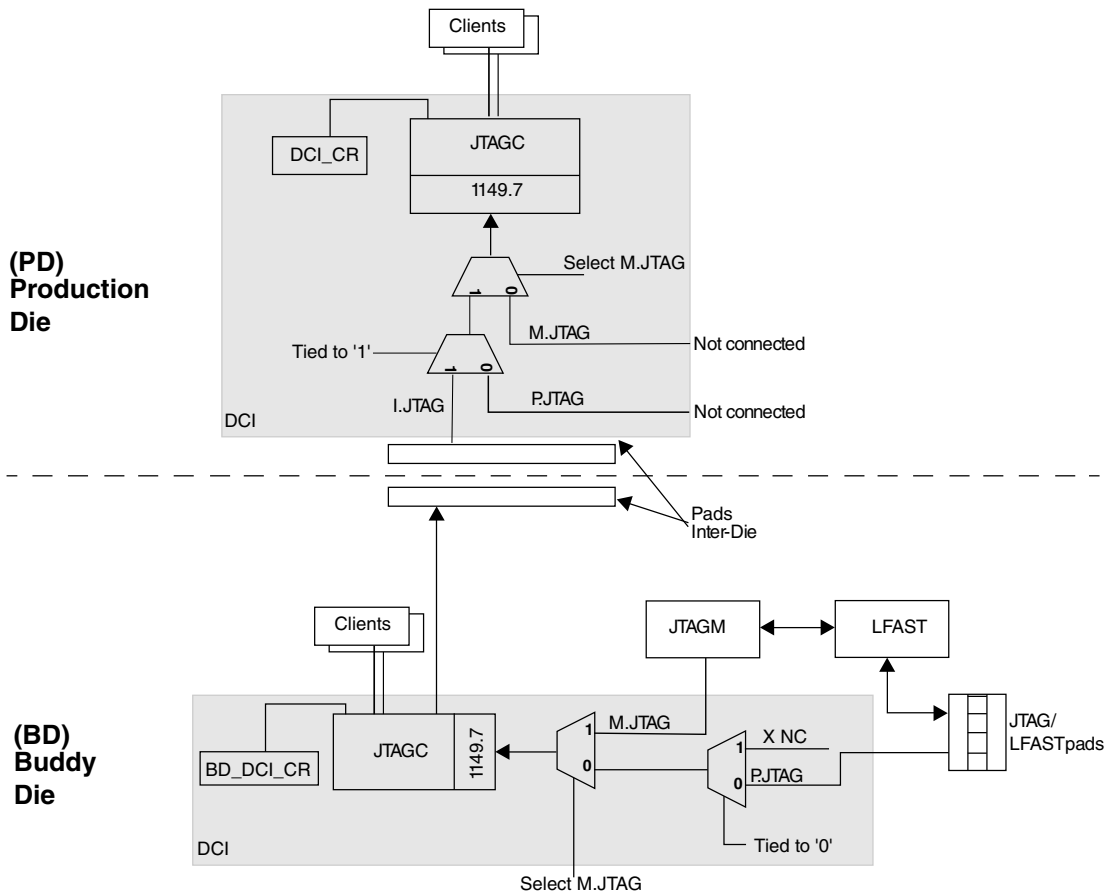 Clients
DCI_CR
JTAGC
1149.7
(PD)
Production
Die
Select M.JTAG
1
0
M.JTAG
Not connected
Tied to '1'
1
0
I.JTAG
P.JTAG
Not connected
DCI
Pads
Inter-Die
Clients
JTAGM
LFAST
(BD)
Buddy
Die
BD_DCI_CR
JTAGC
1149.7
1
0
M.JTAG
X NC
1
0
P.JTAG
JTAG/
LFASTpads
Tied to '0'
DCI
Select M.JTAG